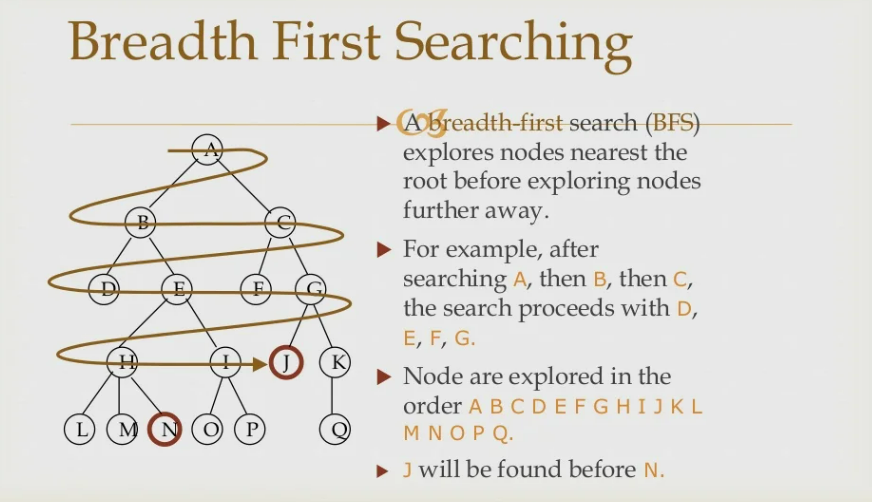 Breadth First Searching
A breadth-first search (BFS)
explores nodes nearest the
root before exploring nodes
further away.
For example, after
searching A, then B, then C,
the search proceeds with D,
E, F, G.
Node are explored in the
order A B C D E F G H I J K L
M N O P Q.
J will be found before N.
A
B C
D E F G
H I J K
L M N O P Q